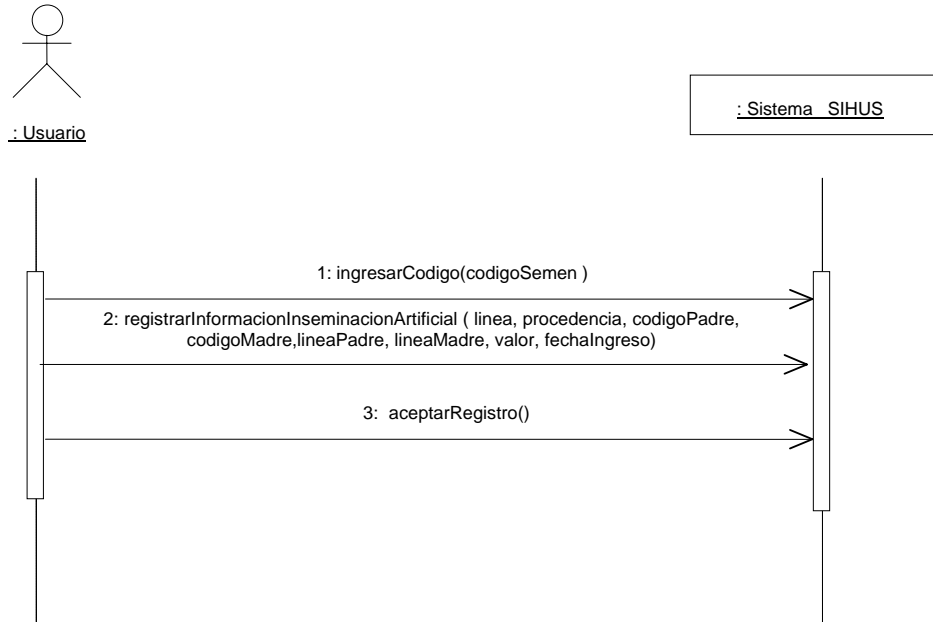 : Usuario
: Sistema SIHUS
1: ingresarCodigo(codigoSemen )
2: registrarInformacionInseminacionArtificial ( linea, procedencia, codigoPadre,
codigoMadre,lineaPadre, lineaMadre, valor, fechaIngreso)
3: aceptarRegistro()